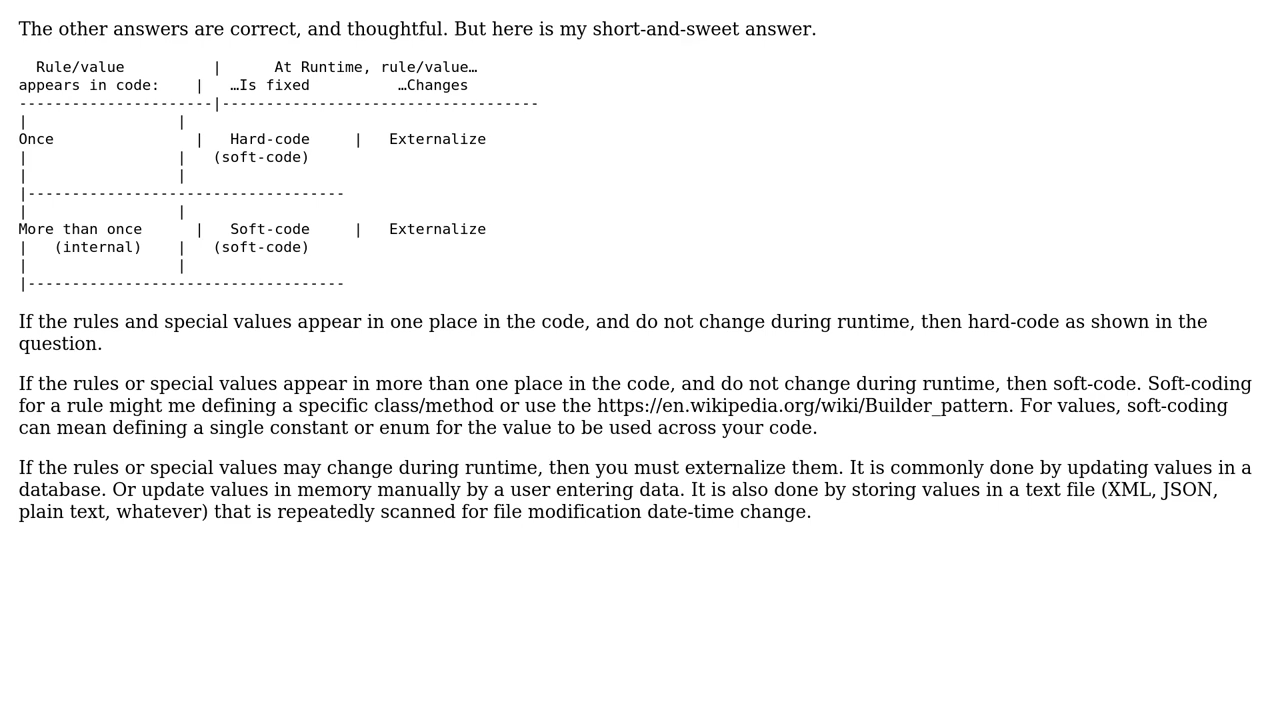 The other answers are correct, and thoughtful. But here is my short-and-sweet answer.
  Rule/value          |      At Runtime, rule/value…
appears in code:    |   …Is fixed          …Changes
----------------------|------------------------------------
|                 |
Once                |   Hard-code     |   Externalize
|                 |   (soft-code)
|                 |
|------------------------------------
|                 |
More than once      |   Soft-code     |   Externalize
|   (internal)    |   (soft-code)
|                 |
|------------------------------------
If the rules and special values appear in one place in the code, and do not change during runtime, then hard-code as shown in the
question.
If the rules or special values appear in more than one place in the code, and do not change during runtime, then soft-code. Soft-coding
for a rule might me defining a specific class/method or use the https://en.wikipedia.org/wiki/Builder_pattern. For values, soft-coding
can mean defining a single constant or enum for the value to be used across your code.
If the rules or special values may change during runtime, then you must externalize them. It is commonly done by updating values in a
database. Or update values in memory manually by a user entering data. It is also done by storing values in a text file (XML, JSON,
plain text, whatever) that is repeatedly scanned for file modification date-time change.